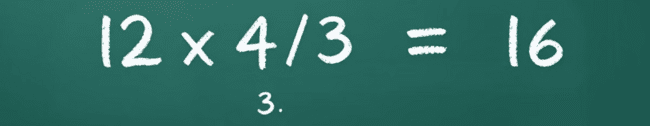 12 x 4/3 = 16
3.